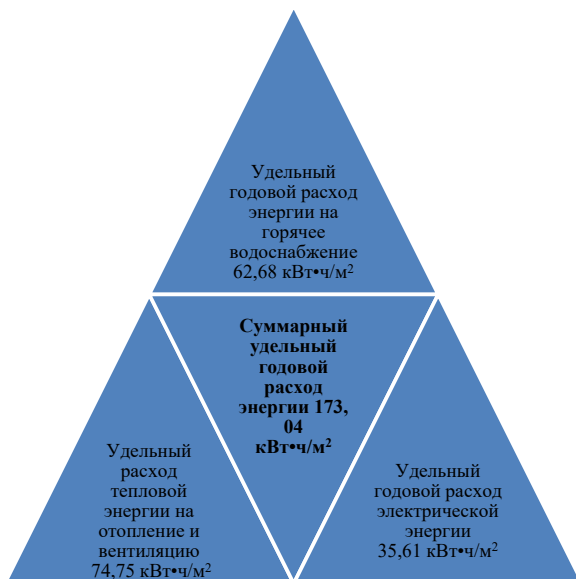 Удельный
годовой расход
энергии на
горячее
водоснабжение
62,68 кВт•ч/м²
Суммарный
удельный
годовой
расход
энергии 173,
04
кВт•ч/м²
Удельный
расход
тепловой
энергии на
отопление и
вентиляцию
74,75 кВт•ч/м²
Удельный
годовой расход
электрической
энергии
35,61 кВт•ч/м²